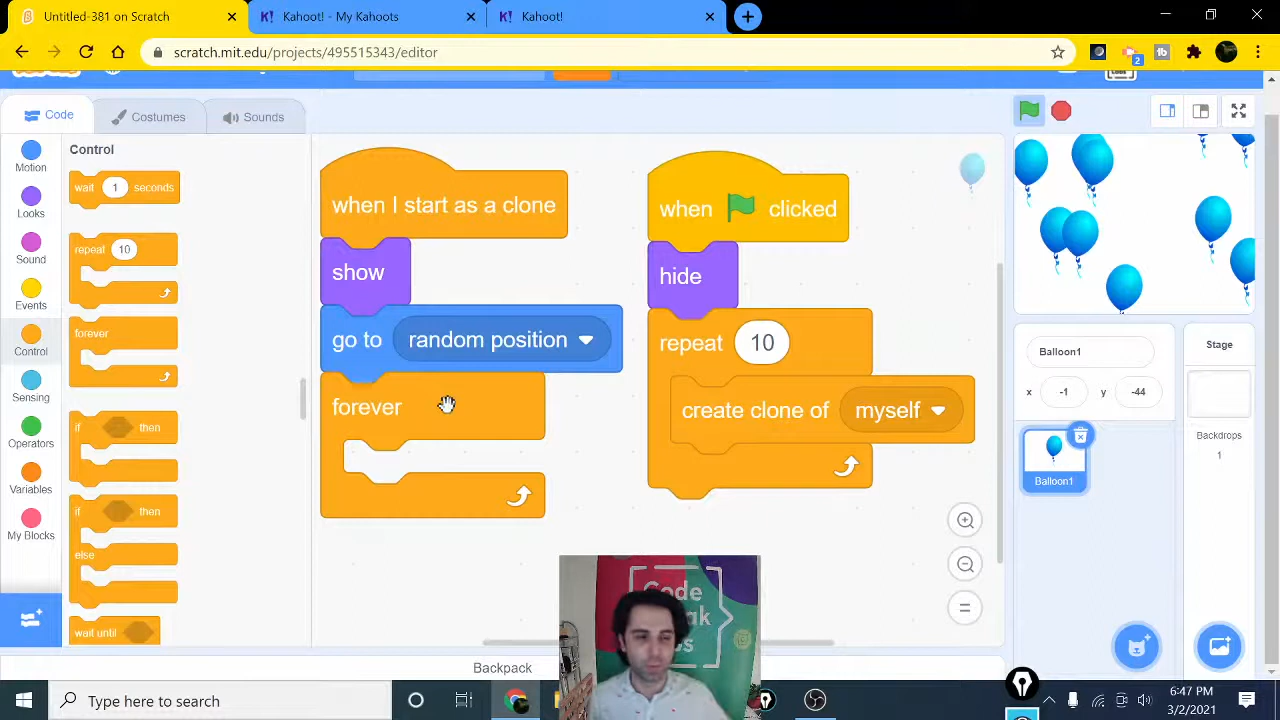 Untitled-381 on Scratch
Kahoot! - My Kahoots
Kahoot!
scratch.mit.edu/projects/495515343/editor
2
Code
Costumes
Sounds
Motion
Looks
Sound
Events
Control
Sensing
Operators
Variables
My Blocks
Control
wait 1 seconds
repeat 10
forever
if then
if then
else
wait until
when I start as a clone
show
go to random position
forever
when clicked
hide
repeat 10
create clone of myself
Balloon1
x -1 y -44
Balloon1
Stage
Backdrops
1
Backpack
Code
Type here to search
6:47 PM
3/2/2021